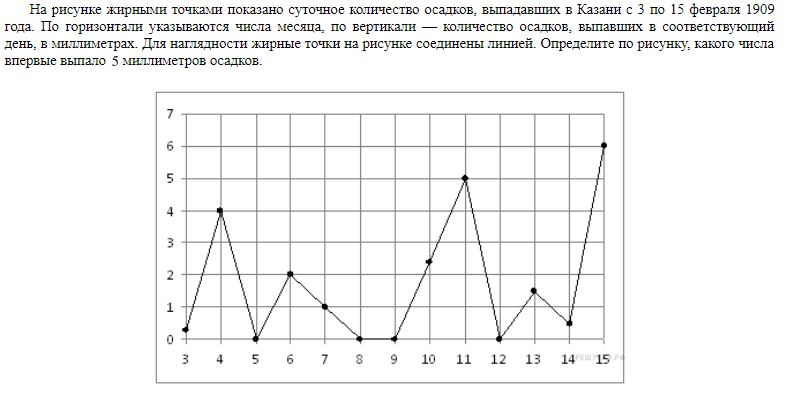 На рисунке жирными точками показано суточное количество осадков, выпадавших в Казани с 3 по 15 февраля 1909
года. По горизонтали указываются числа месяца, по вертикали — количество осадков, выпавших в соответствующий
день, в миллиметрах. Для наглядности жирные точки на рисунке соединены линией. Определите по рисунку, какого числа
впервые выпало 5 миллиметров осадков.
7
6
5
4
3
2
1
0
3 4 5 6 7 8 9 10 11 12 13 14 15